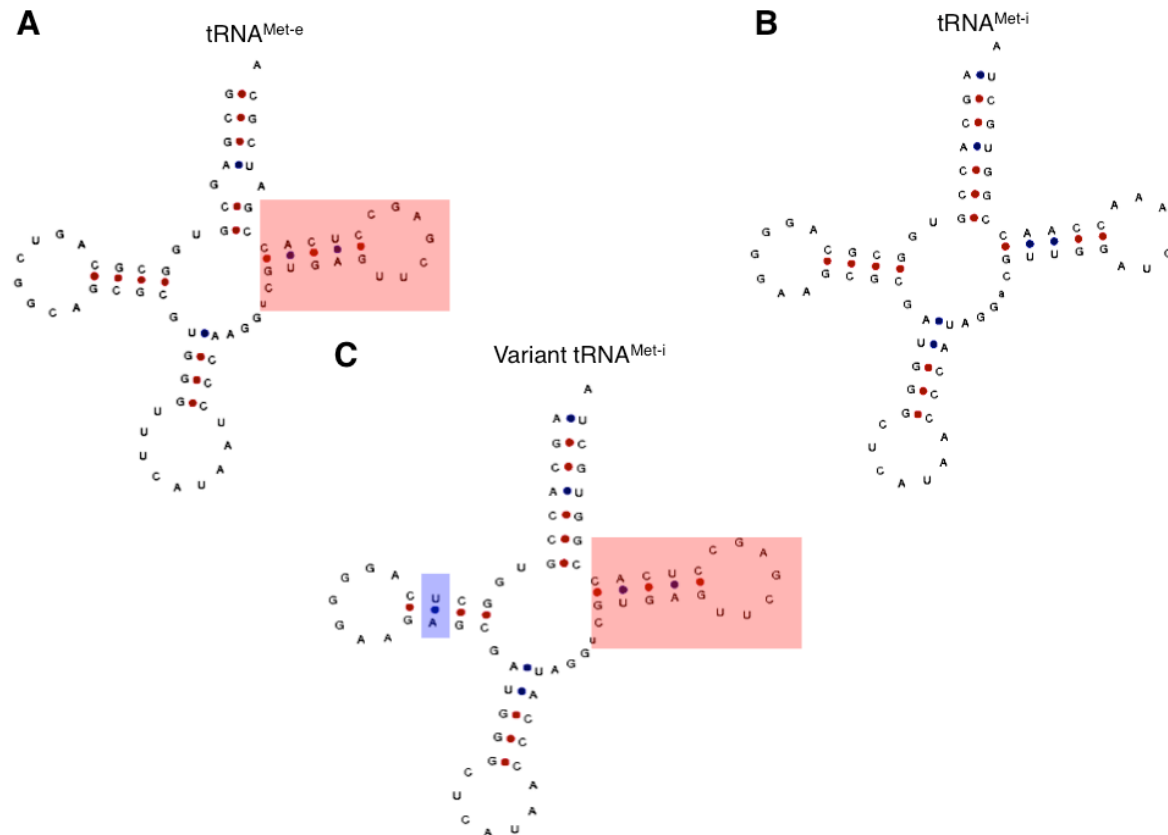 A
tRNAMet-e
A
G C
C G
G C
A U
G A
C G
G C
U
G
G C G C A G U C G G C A G C G C
G
C A C U C C G A G C U U G A G U G
C
u
G
U A A G
G C
G C
G C
U U
U A
U A
C A U
B
tRNAMet-i
A
A U
G C
C G
A U
C G
C G
G C
U
G
G C G C A G G G A A G C G C
G
C A A C C A A A
U A G G U U G
C
a
G
G
A U A
U A
G C
G C
G C
C A
U A
C A U
C
Variant tRNAMet-i
A
A U
G C
C G
A U
C G
C G
G C
U
G
G C U C A G G G A A G A G C
G
C A C U C C G A G C U U G A G U G
C
u
G
G
A U A
U A
G C
G C
G C
C A
U A
C A U